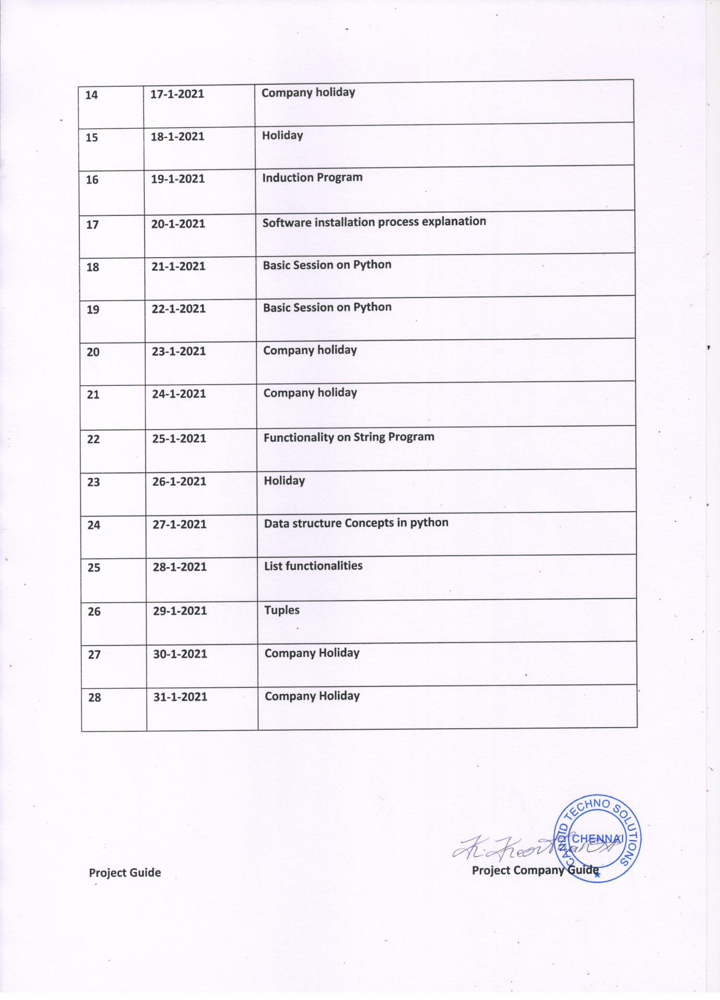 14 17-1-2021 Company holiday
15 18-1-2021 Holiday
16 19-1-2021 Induction Program
17 20-1-2021 Software installation process explanation
18 21-1-2021 Basic Session on Python
19 22-1-2021 Basic Session on Python
20 23-1-2021 Company holiday
21 24-1-2021 Company holiday
22 25-1-2021 Functionality on String Program
23 26-1-2021 Holiday
24 27-1-2021 Data structure Concepts in python
25 28-1-2021 List functionalities
26 29-1-2021 Tuples
27 30-1-2021 Company Holiday
28 31-1-2021 Company Holiday
CANDID TECHNO SOLUTIONS
CHENNAI
Project Guide
Project Company Guide